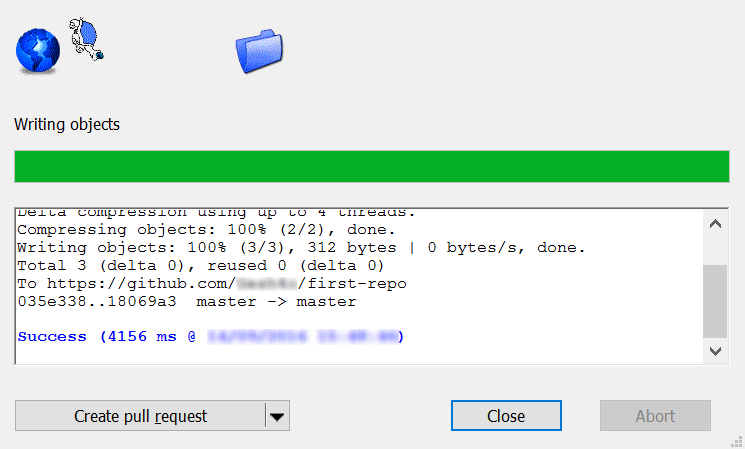 Writing objects
Delta compression using up to 4 threads.
Compressing objects: 100% (2/2), done.
Writing objects: 100% (3/3), 312 bytes | 0 bytes/s, done.
Total 3 (delta 0), reused 0 (delta 0)
To https://github.com/ /first-repo
035e338..18069a3  master -> master
Success (4156 ms @ )
Create pull request
Close
Abort